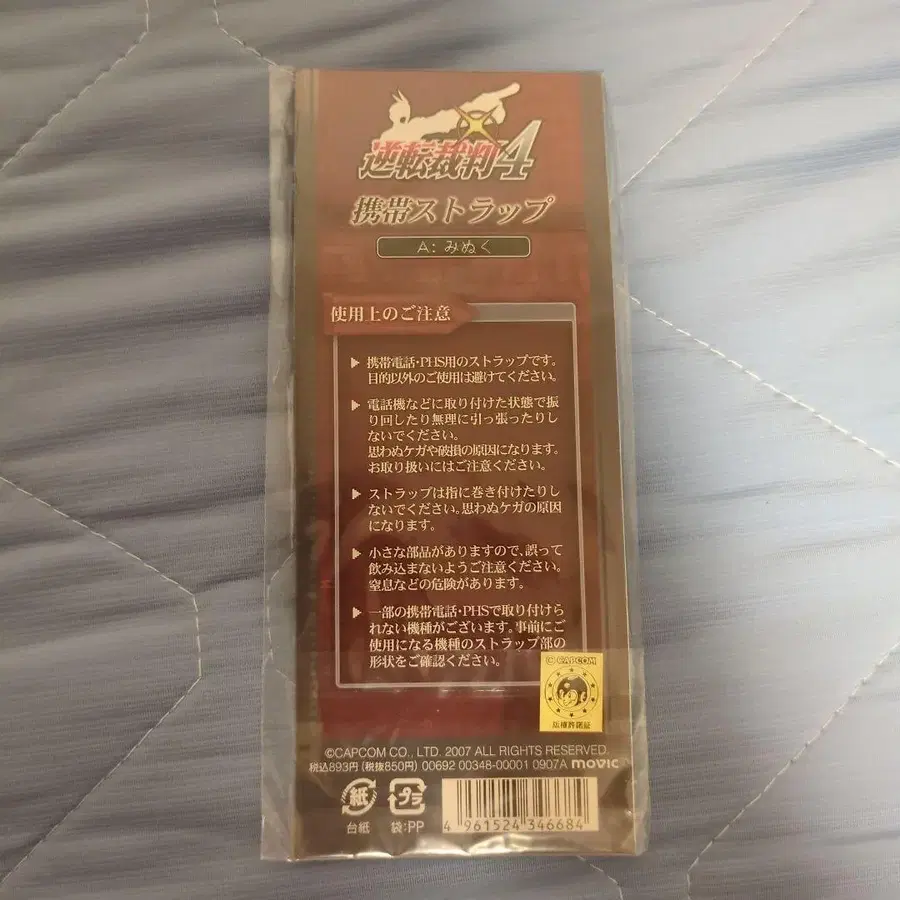 逆転裁判4
携帯ストラップ
A: みぬく
使用上のご注意
▶ 携帯電話・PHS用のストラップです。
目的以外のご使用は避けてください。
▶ 電話機などに取り付けた状態で振
り回したり無理に引っ張ったりし
ないでください。
思わぬケガや破損の原因になります。
お取り扱いにはご注意ください。
▶ ストラップは指に巻き付けたりし
ないでください。思わぬケガの原因
になります。
▶ 小さな部品がありますので、誤って
飲み込まないようご注意ください。
窒息などの危険があります。
▶ 一部の携帯電話・PHSで取り付けら
れない機種がございます。事前にご
使用になる機種のストラップ部の
形状をご確認ください。
© CAPCOM
版権許諾証
©CAPCOM CO., LTD. 2007 ALL RIGHTS RESERVED.
税込893円 (税抜850円) 00692 00348-00001 0907A movic
紙 プラ
台紙 袋:PP
4 961524 346684